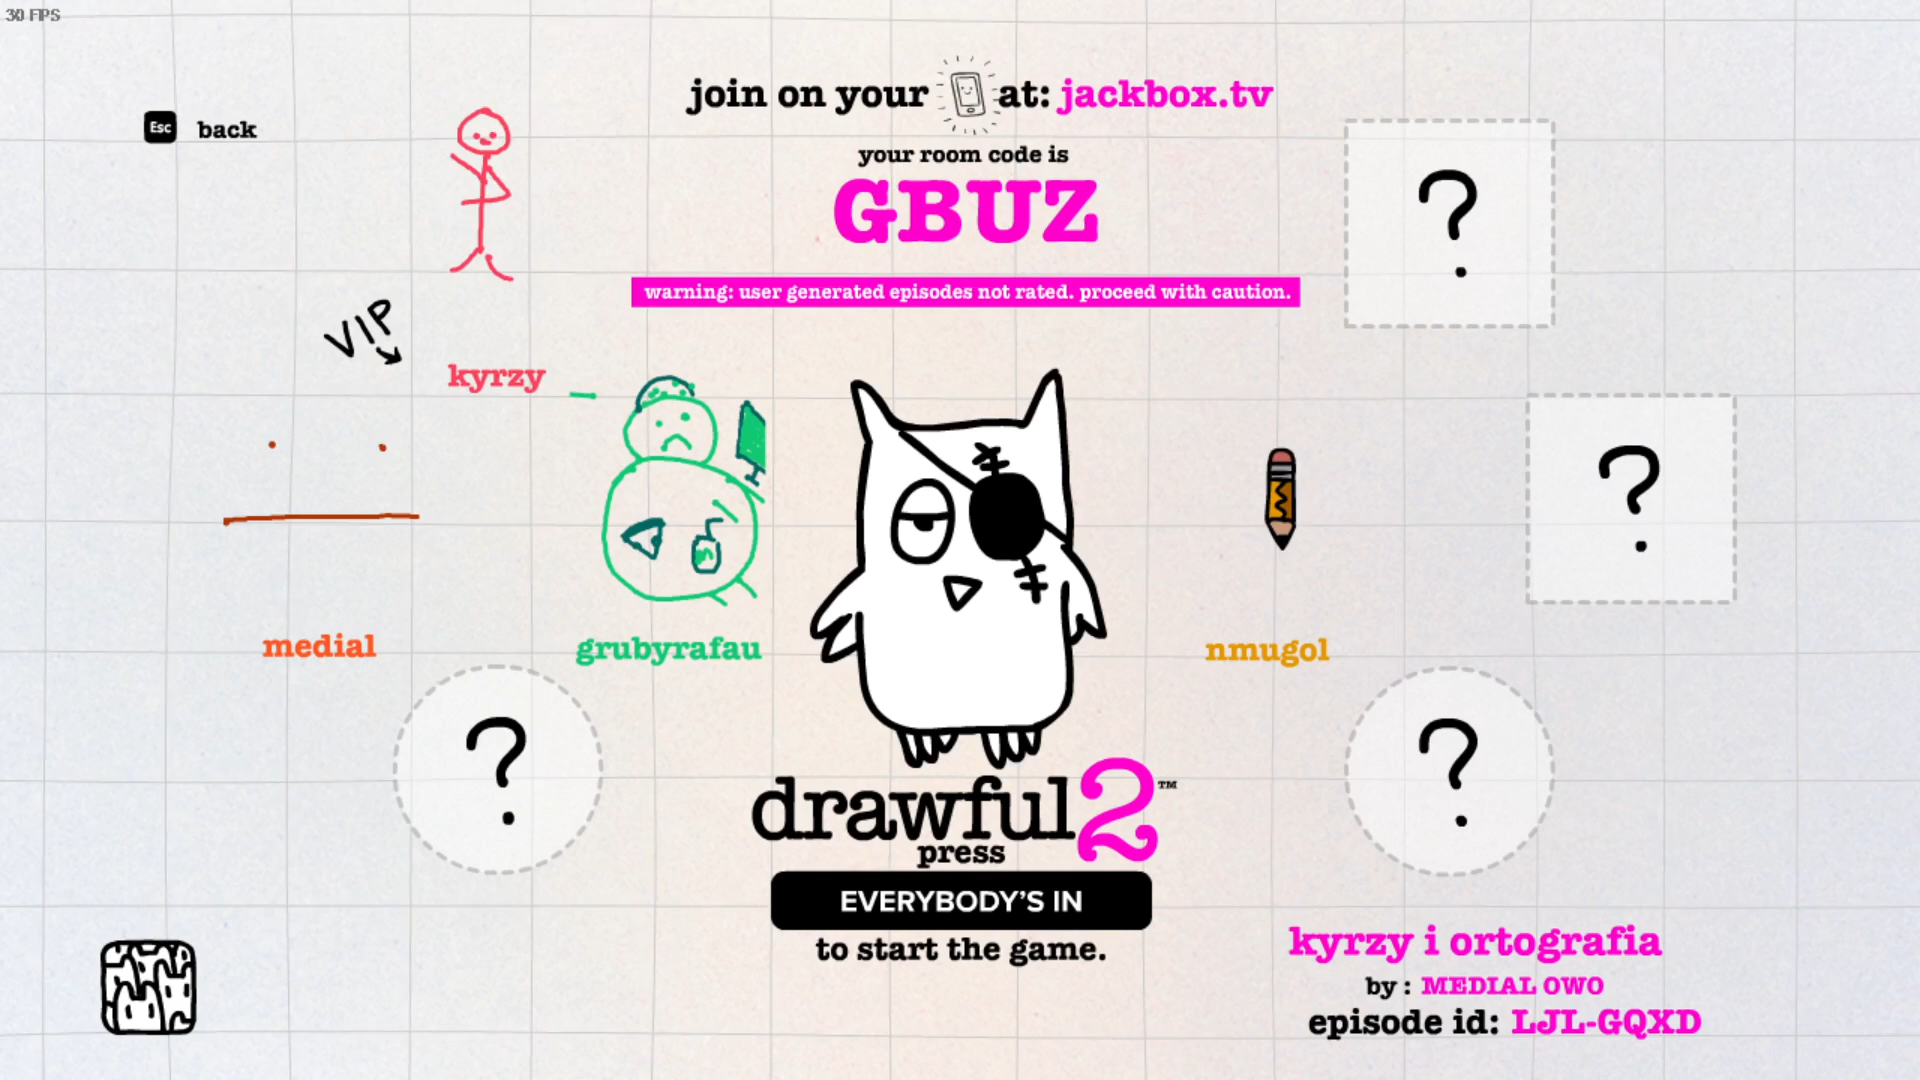 30 FPS
join on your at: jackbox.tv
Esc back
your room code is
GBUZ
warning: user generated episodes not rated. proceed with caution.
VIP
kyrzy
medial
grubyrafau
nmugol
?
?
?
?
drawful 2™
press
EVERYBODY'S IN
to start the game.
kyrzy i ortografia
by : MEDIAL OWO
episode id: LJL-GQXD